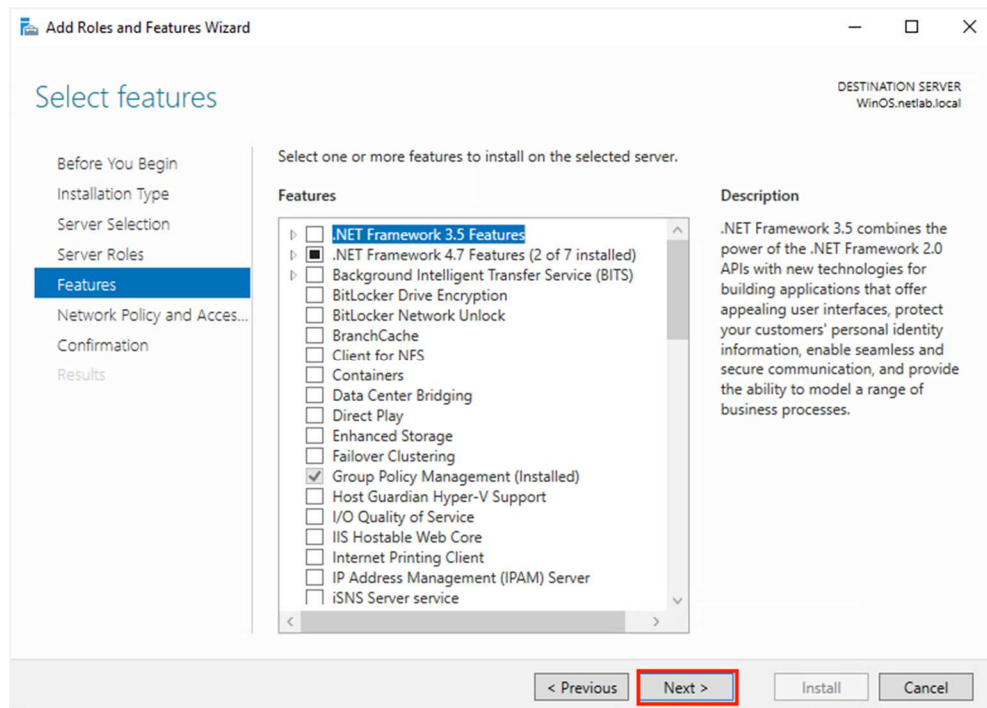 Add Roles and Features Wizard
Select features
DESTINATION SERVER
WinOS.netlab.local
Before You Begin
Installation Type
Server Selection
Server Roles
Features
Network Policy and Acces...
Confirmation
Results
Select one or more features to install on the selected server.
Features
.NET Framework 3.5 Features
.NET Framework 4.7 Features (2 of 7 installed)
Background Intelligent Transfer Service (BITS)
BitLocker Drive Encryption
BitLocker Network Unlock
BranchCache
Client for NFS
Containers
Data Center Bridging
Direct Play
Enhanced Storage
Failover Clustering
Group Policy Management (Installed)
Host Guardian Hyper-V Support
I/O Quality of Service
IIS Hostable Web Core
Internet Printing Client
IP Address Management (IPAM) Server
iSNS Server service
Description
.NET Framework 3.5 combines the
power of the .NET Framework 2.0
APIs with new technologies for
building applications that offer
appealing user interfaces, protect
your customers' personal identity
information, enable seamless and
secure communication, and provide
the ability to model a range of
business processes.
< Previous
Next >
Install
Cancel